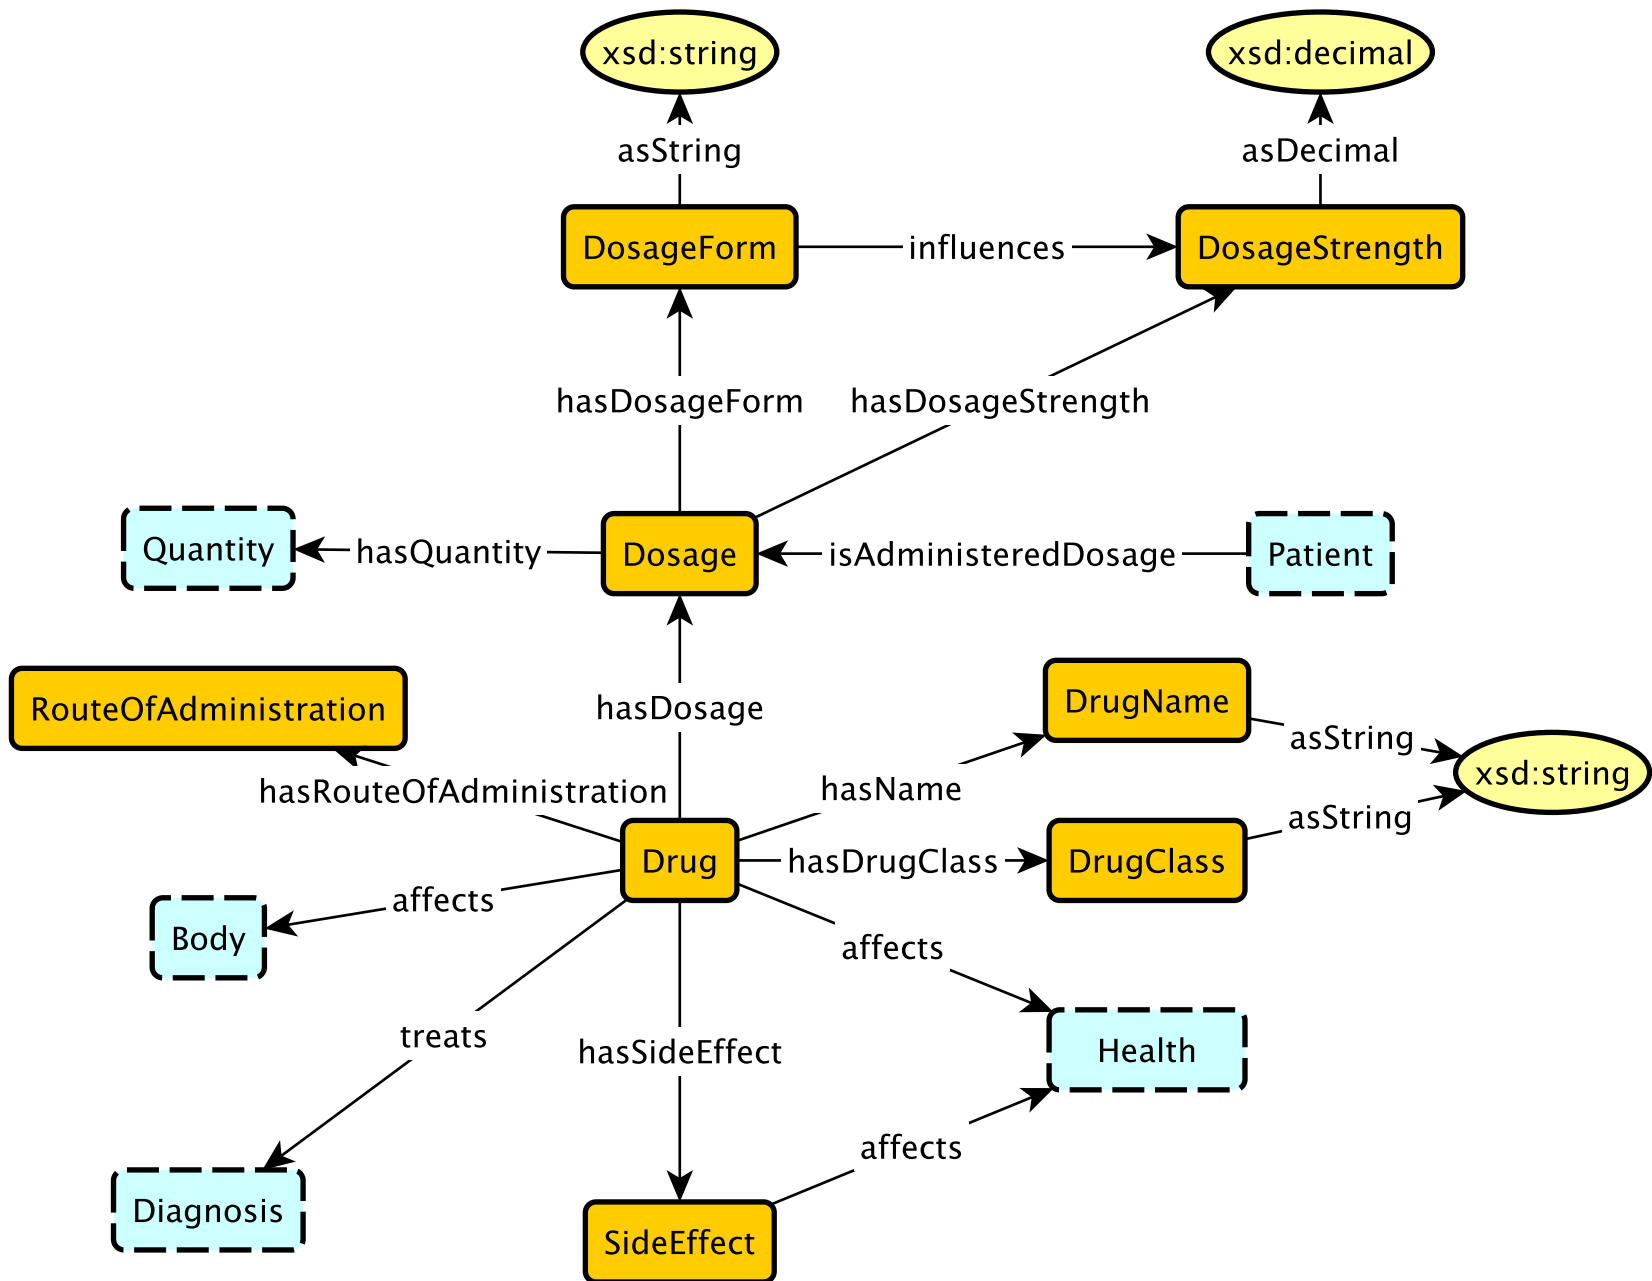 xsd:string
xsd:decimal
asString
asDecimal
DosageForm
influences
DosageStrength
hasDosageForm
hasDosageStrength
Quantity
hasQuantity
Dosage
isAdministeredDosage
Patient
RouteOfAdministration
hasDosage
DrugName
asString
xsd:string
hasRouteOfAdministration
hasName
asString
Drug
hasDrugClass
DrugClass
affects
Body
affects
treats
hasSideEffect
Health
affects
Diagnosis
SideEffect